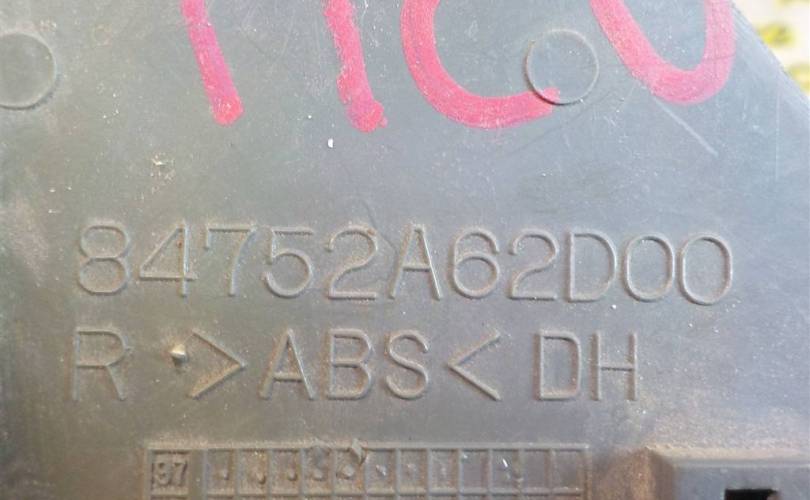 84752A62D00
R >ABS< DH
97